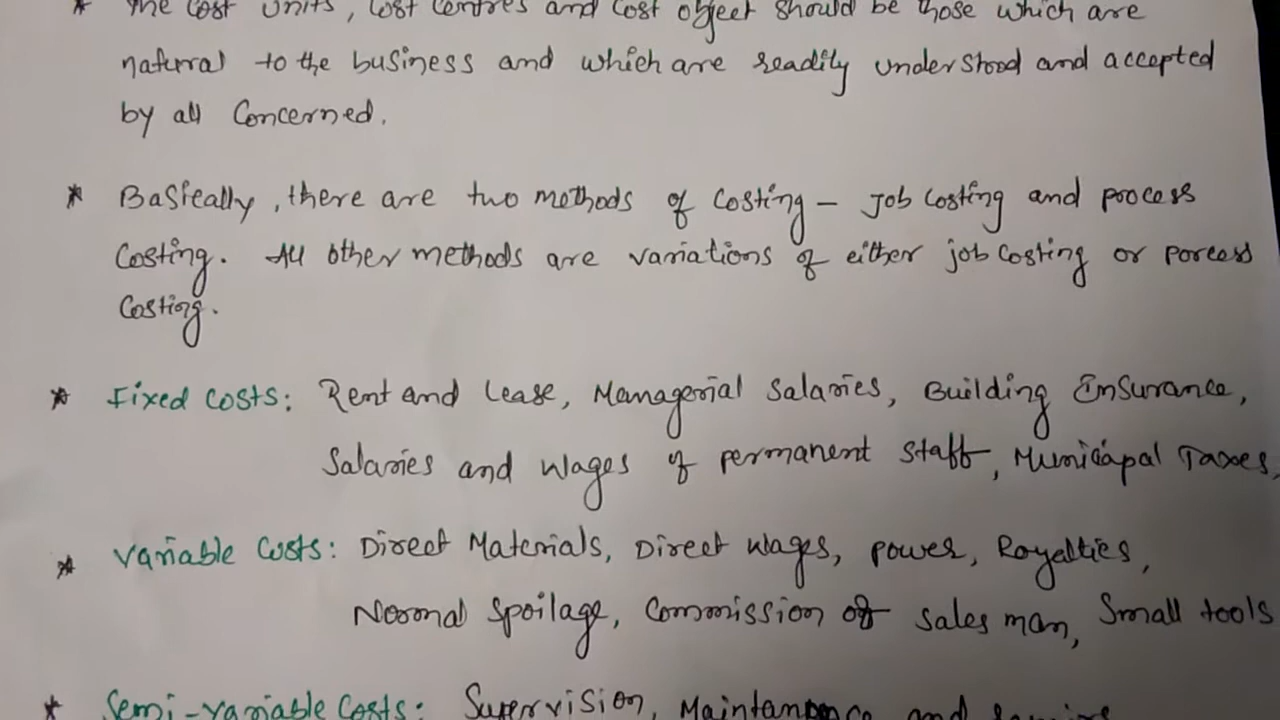 * The Cost Units, Cost Centres and Cost object should be those which are
natural to the business and which are readily understood and accepted
by all Concerned.
* Basically, there are two methods of Costing - Job Costing and process
Costing. All other methods are variations of either job Costing or porcess
Costing.
* Fixed Costs: Rent and Lease, Managerial Salaries, Building Insurance,
Salaries and wages of permanent Staff, Municipal Taxes,
* Variable Costs: Direct Materials, Direct wages, power, Royalties,
Normal Spoilage, Commission of Sales man, Small tools
* Semi-variable Costs: Supervision, Maintanance and